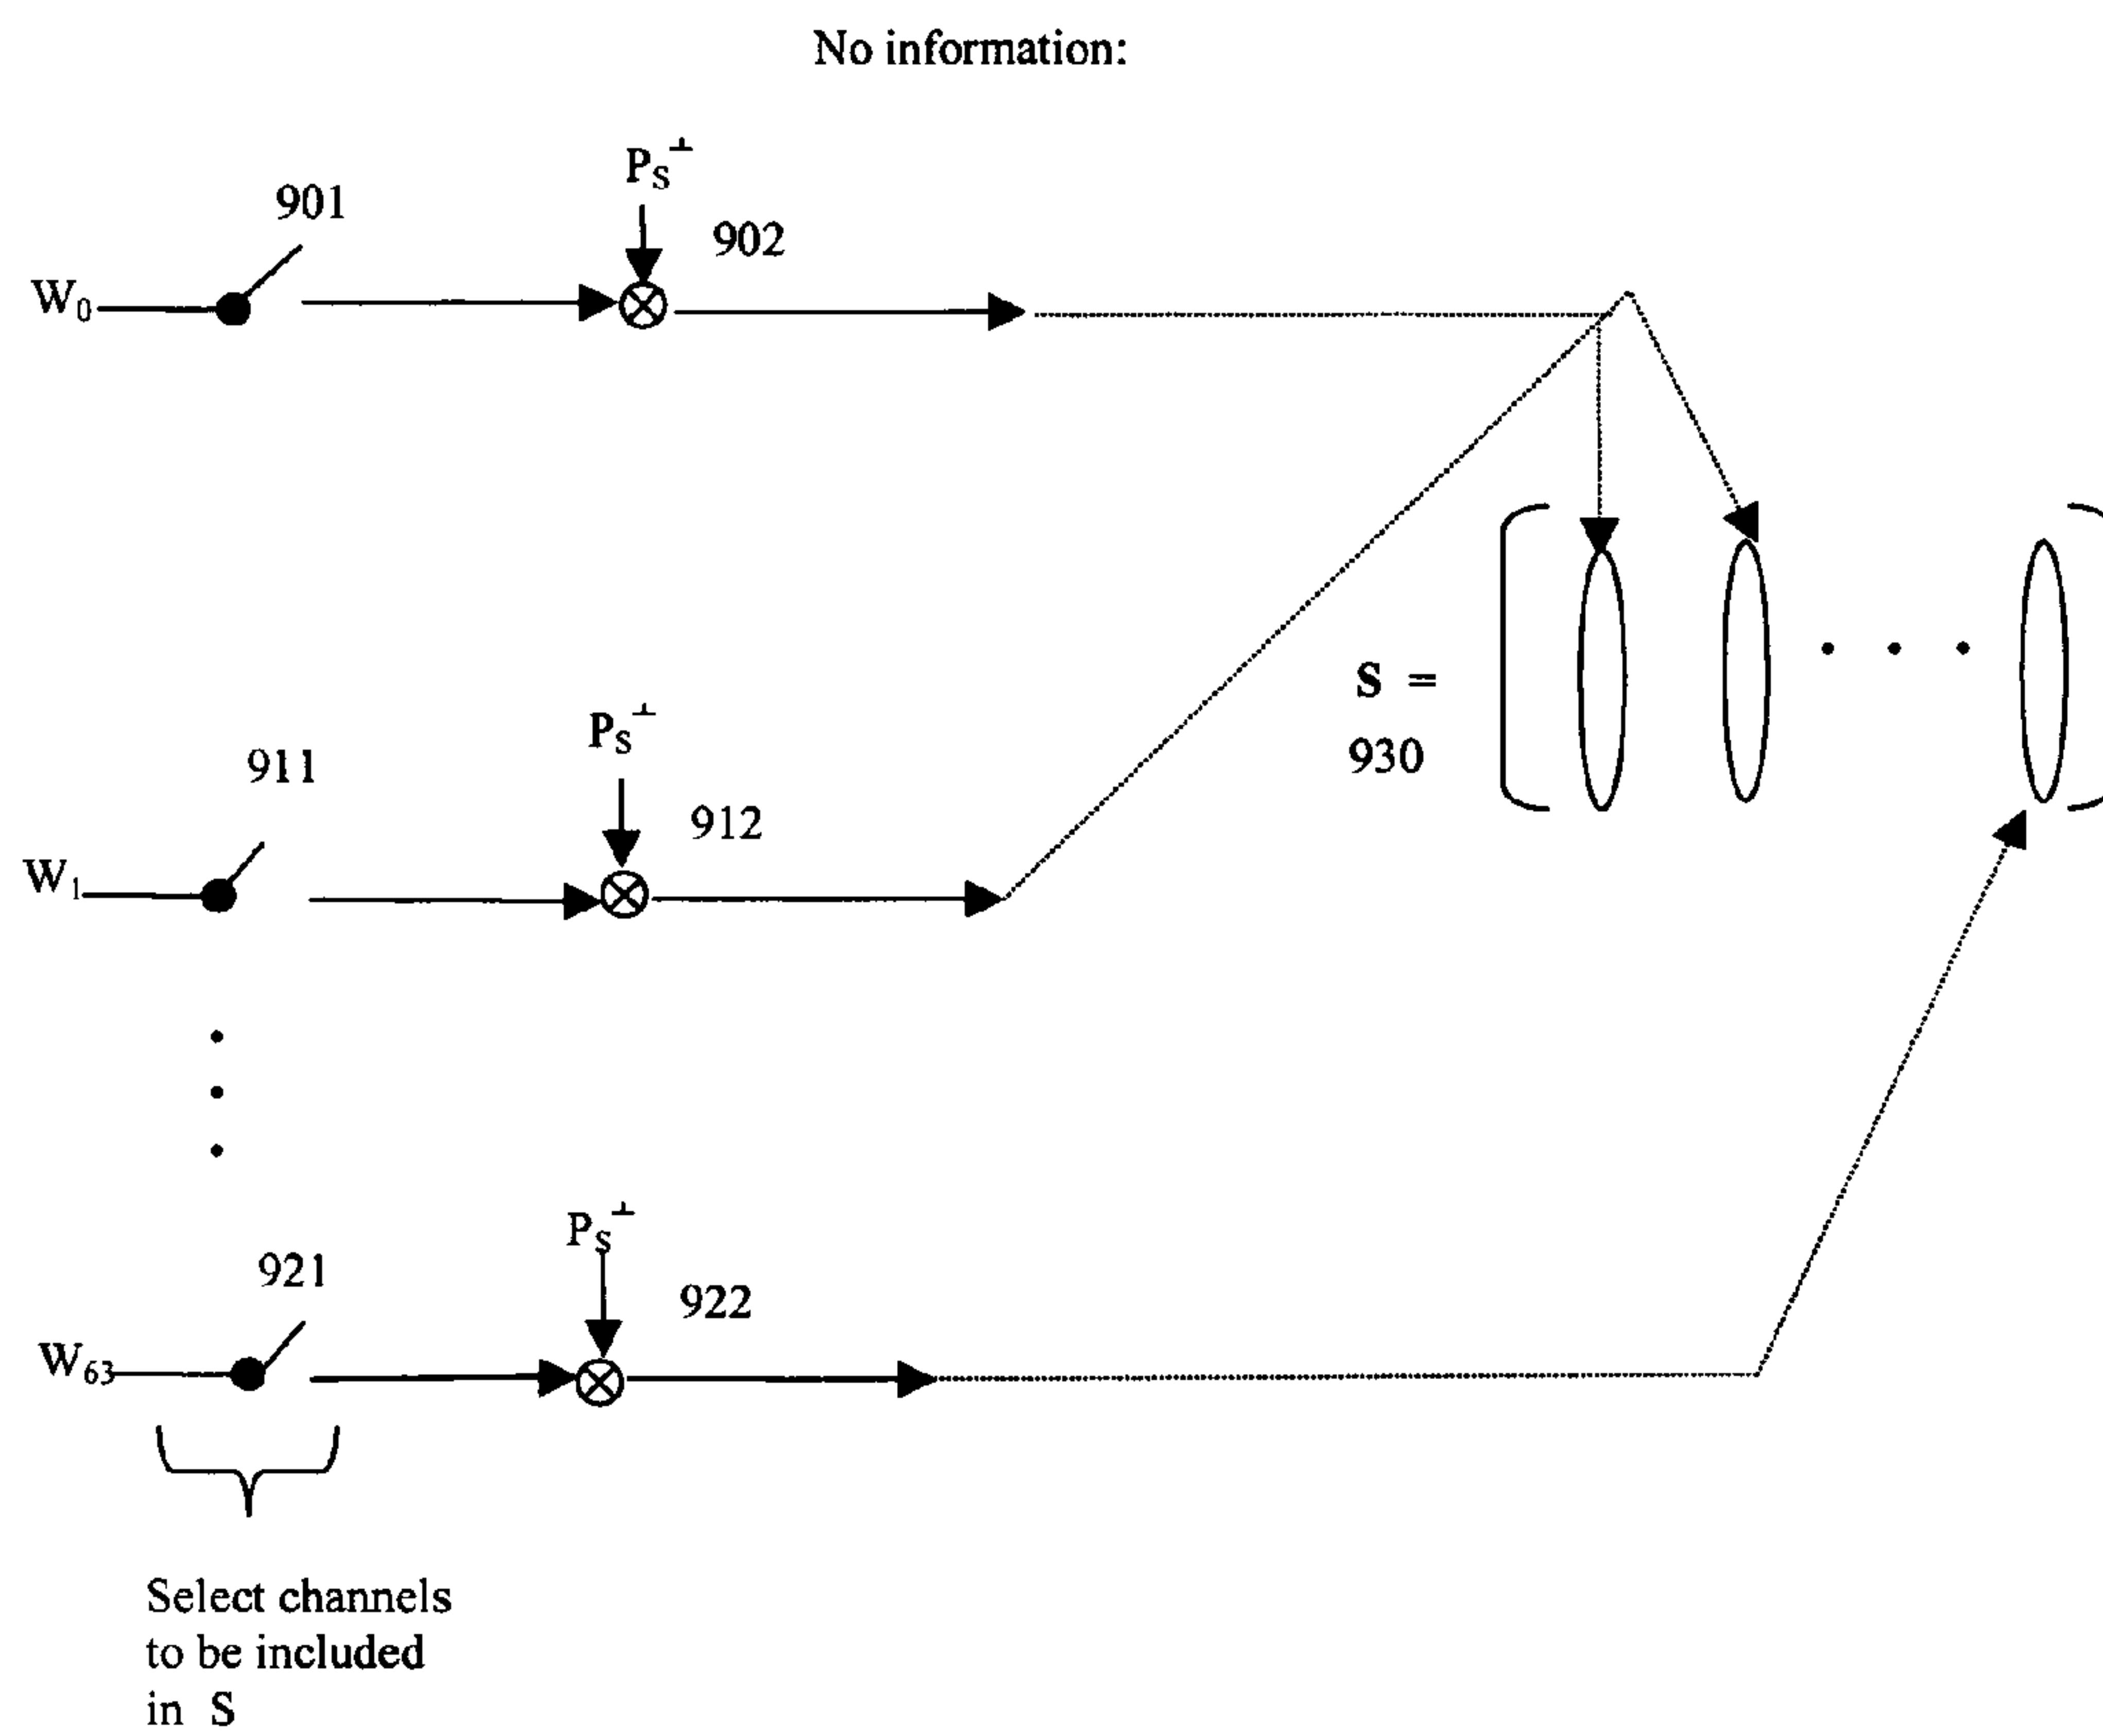 No information:
P_S^⊥
901
902
W_0
P_S^⊥
911
912
W_1
S =
930
P_S^⊥
921
922
W_63
Select channels
to be included
in S